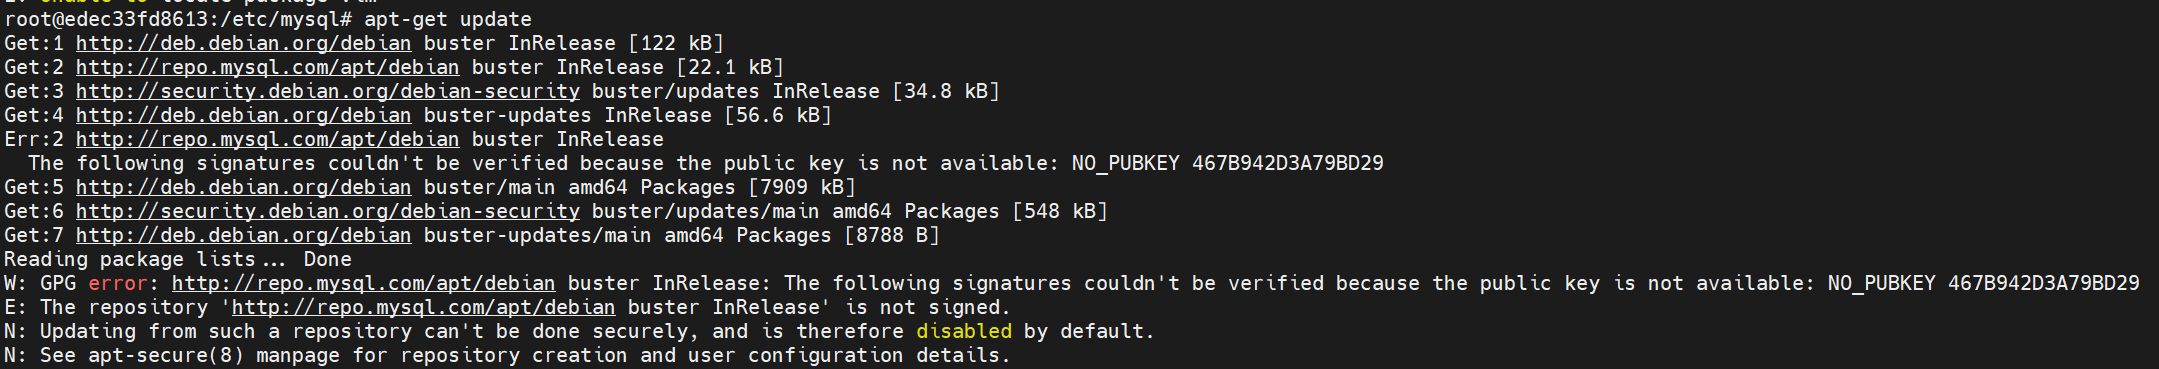 to locate package
root@edec33fd8613:/etc/mysql# apt-get update
Get:1 http://deb.debian.org/debian buster InRelease [122 kB]
Get:2 http://repo.mysql.com/apt/debian buster InRelease [22.1 kB]
Get:3 http://security.debian.org/debian-security buster/updates InRelease [34.8 kB]
Get:4 http://deb.debian.org/debian buster-updates InRelease [56.6 kB]
Err:2 http://repo.mysql.com/apt/debian buster InRelease
  The following signatures couldn't be verified because the public key is not available: NO_PUBKEY 467B942D3A79BD29
Get:5 http://deb.debian.org/debian buster/main amd64 Packages [7909 kB]
Get:6 http://security.debian.org/debian-security buster/updates/main amd64 Packages [548 kB]
Get:7 http://deb.debian.org/debian buster-updates/main amd64 Packages [8788 B]
Reading package lists... Done
W: GPG error: http://repo.mysql.com/apt/debian buster InRelease: The following signatures couldn't be verified because the public key is not available: NO_PUBKEY 467B942D3A79BD29
E: The repository 'http://repo.mysql.com/apt/debian buster InRelease' is not signed.
N: Updating from such a repository can't be done securely, and is therefore disabled by default.
N: See apt-secure(8) manpage for repository creation and user configuration details.